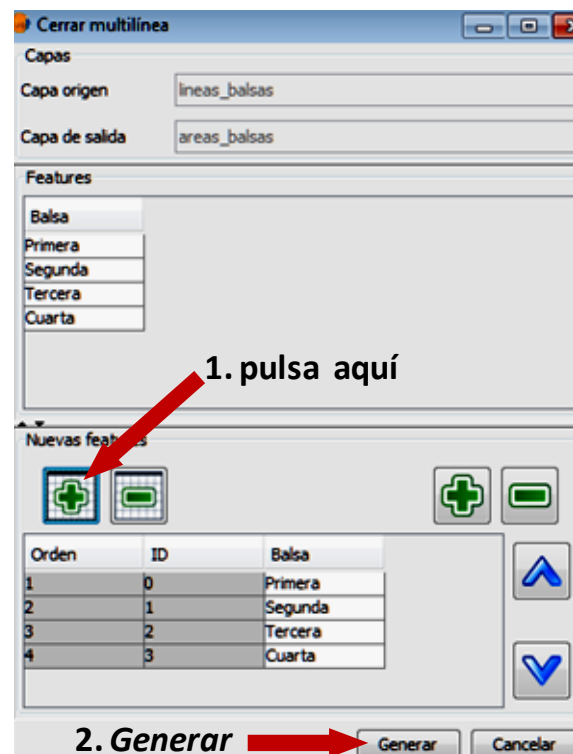 Cerrar multilínea
Capas
Capa origen lineas_balsas
Capa de salida areas_balsas
Features
Balsa
Primera
Segunda
Tercera
Cuarta
1. pulsa aquí
Nuevas features
Orden ID Balsa
1 0 Primera
2 1 Segunda
3 2 Tercera
4 3 Cuarta
2. Generar Generar Cancelar